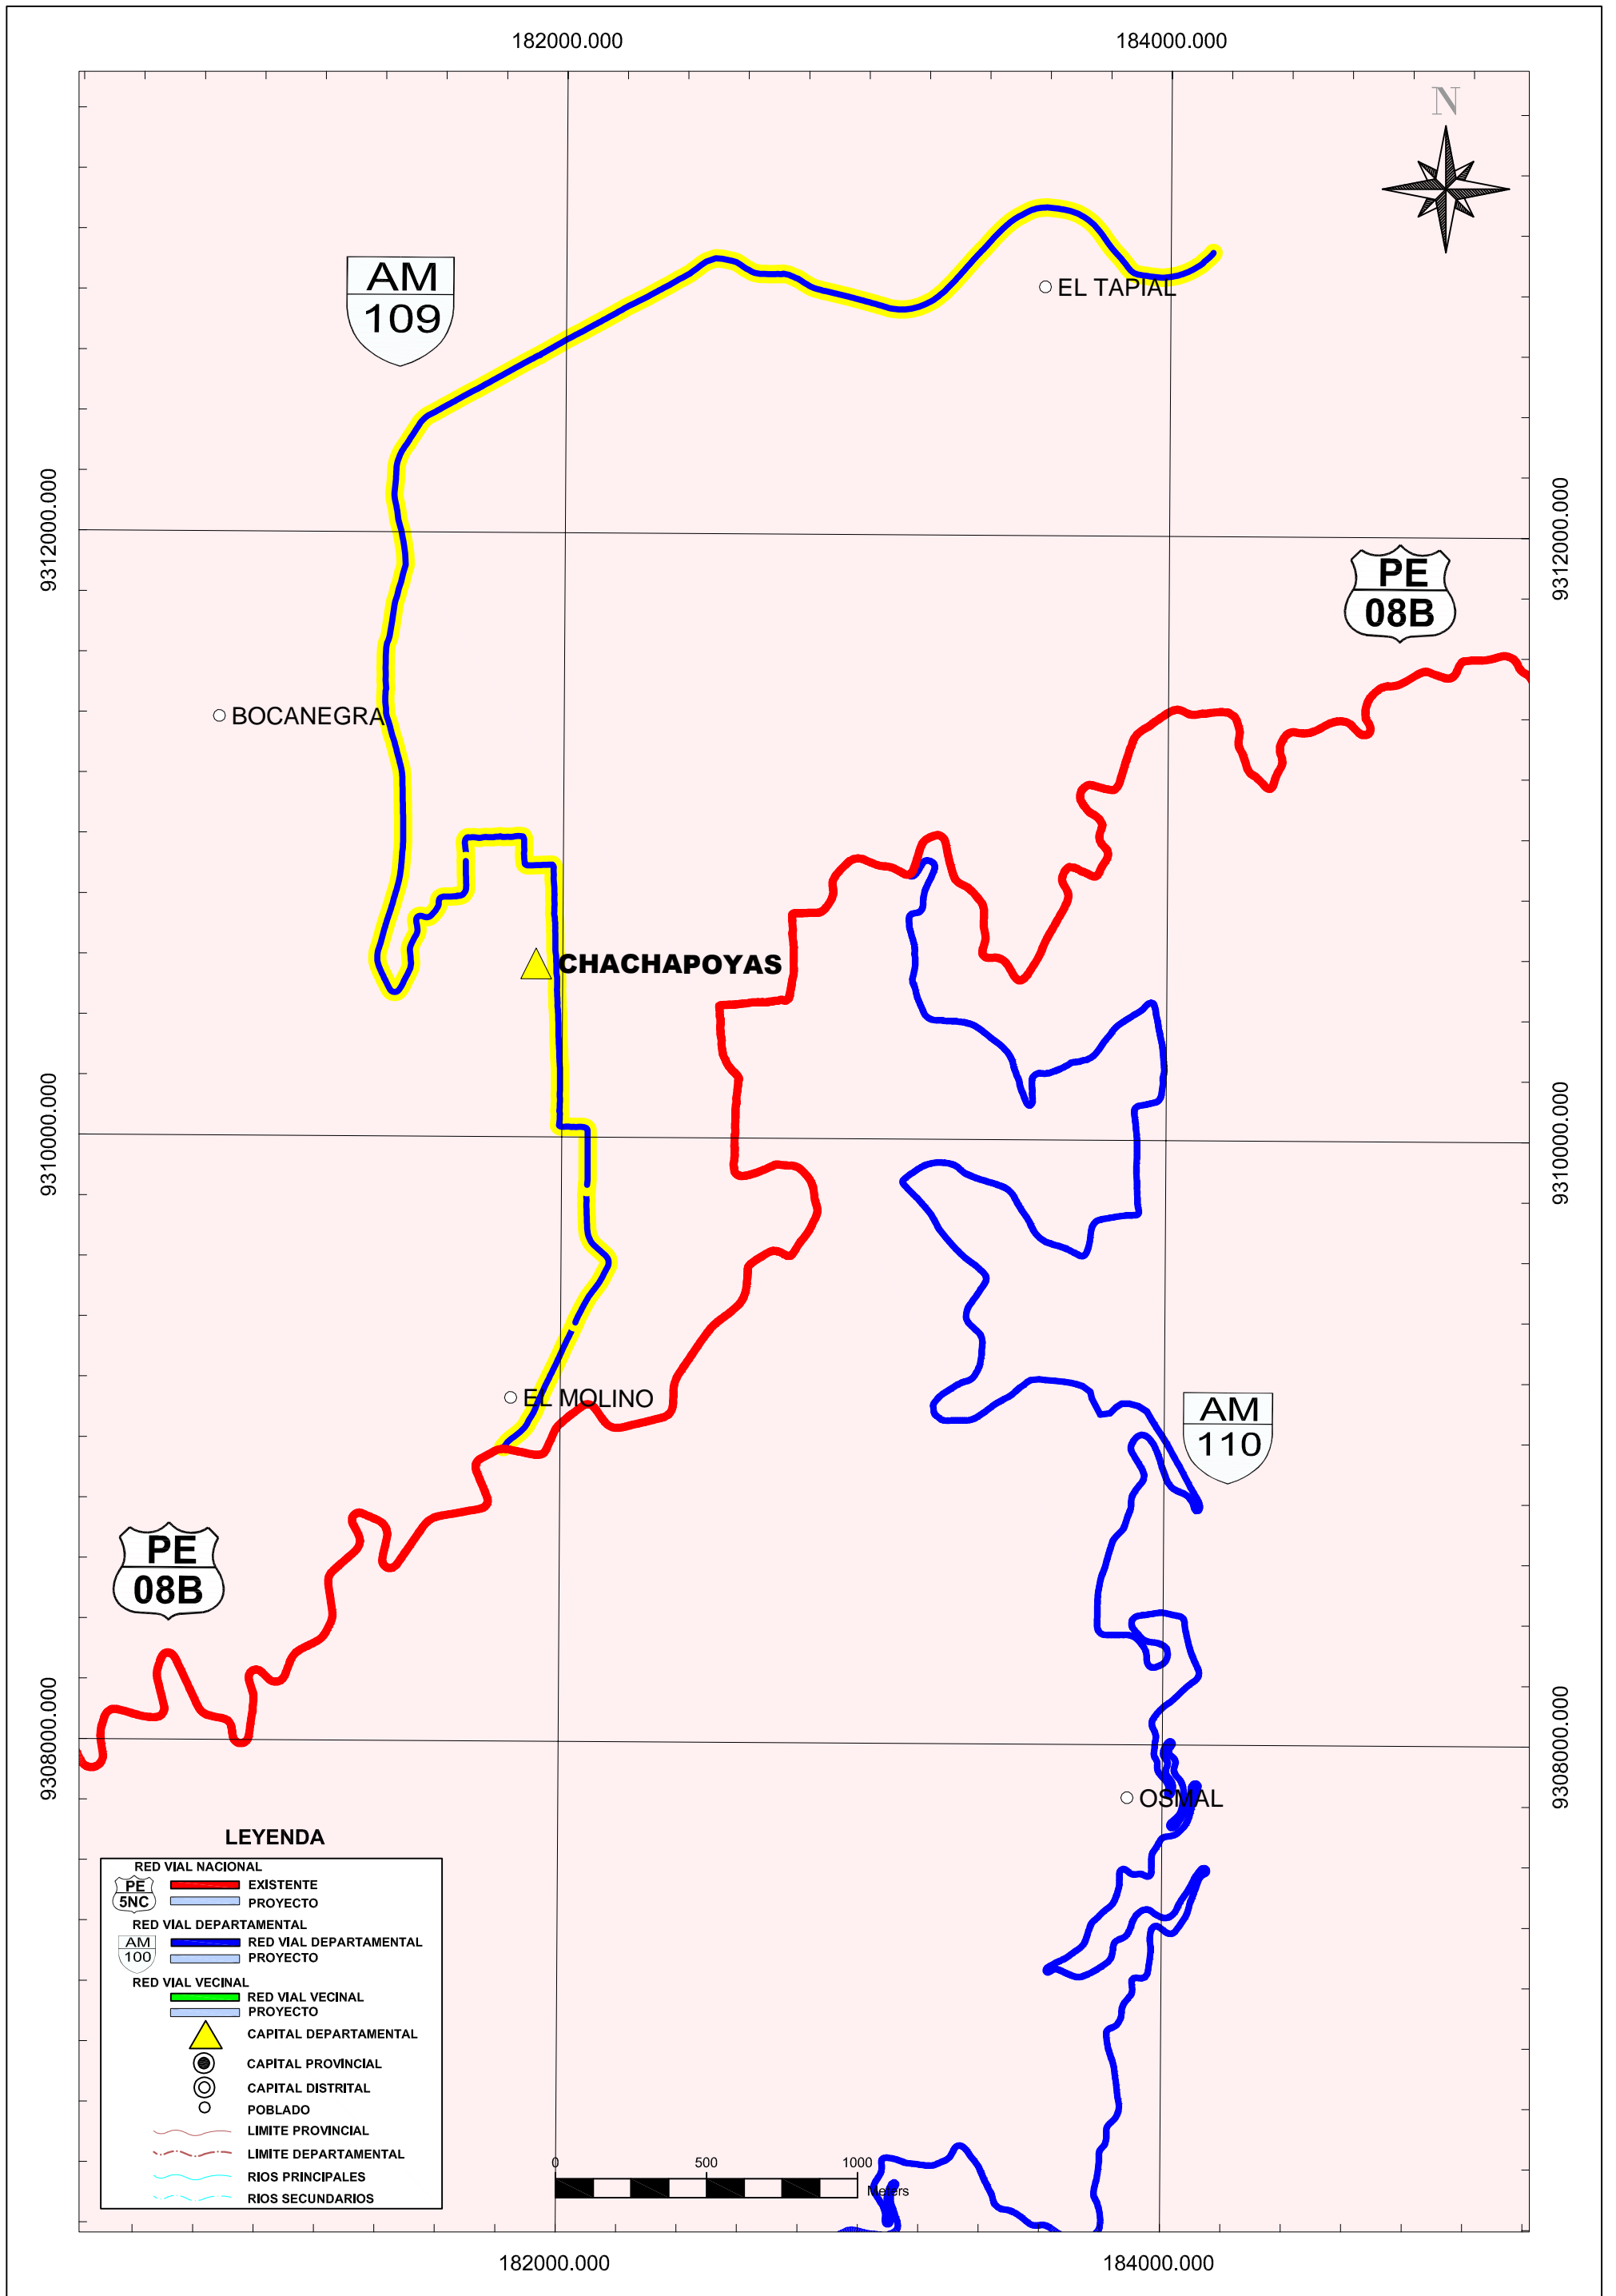 182000.000
184000.000
N
AM
109
EL TAPIAL
9312000.000
9312000.000
PE
08B
BOCANEGRA
CHACHAPOYAS
9310000.000
9310000.000
EL MOLINO
AM
110
PE
08B
9308000.000
9308000.000
OSMAL
LEYENDA
RED VIAL NACIONAL
PE
5NC
EXISTENTE
PROYECTO
RED VIAL DEPARTAMENTAL
AM
100
RED VIAL DEPARTAMENTAL
PROYECTO
RED VIAL VECINAL
RED VIAL VECINAL
PROYECTO
CAPITAL DEPARTAMENTAL
CAPITAL PROVINCIAL
CAPITAL DISTRITAL
POBLADO
LIMITE PROVINCIAL
LIMITE DEPARTAMENTAL
RIOS PRINCIPALES
RIOS SECUNDARIOS
0 500 1000
Meters
182000.000
184000.000